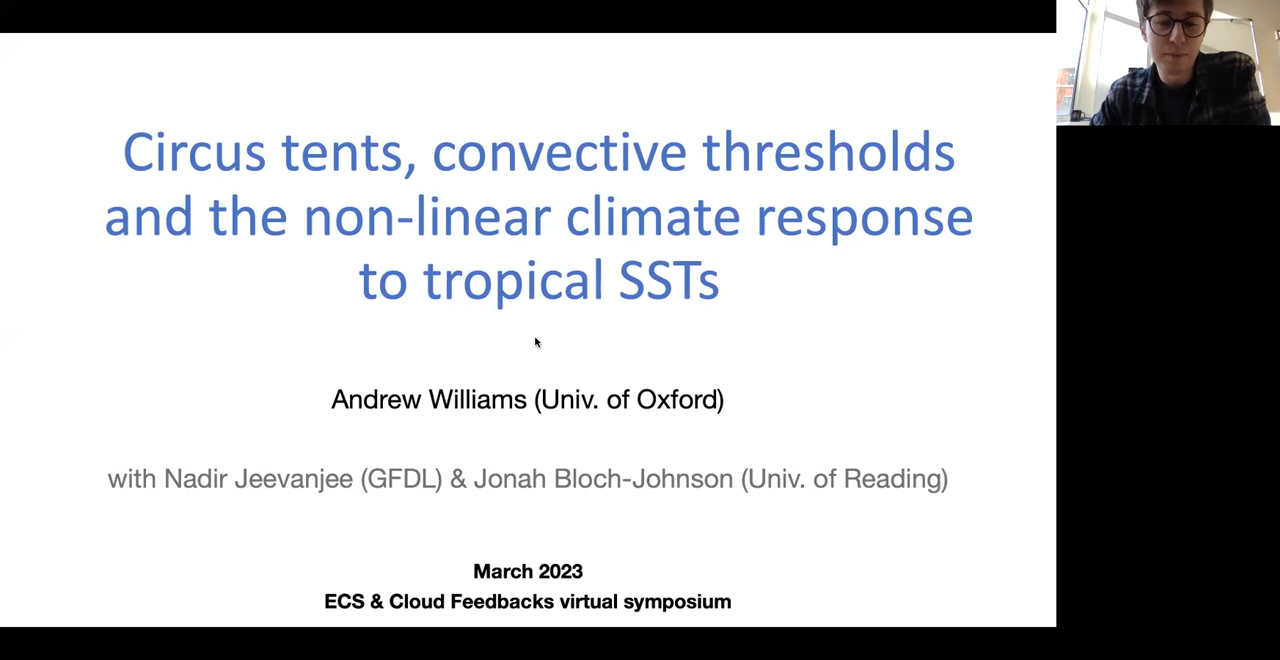 Circus tents, convective thresholds
and the non-linear climate response
to tropical SSTs
Andrew Williams (Univ. of Oxford)
with Nadir Jeevanjee (GFDL) & Jonah Bloch-Johnson (Univ. of Reading)
March 2023
ECS & Cloud Feedbacks virtual symposium